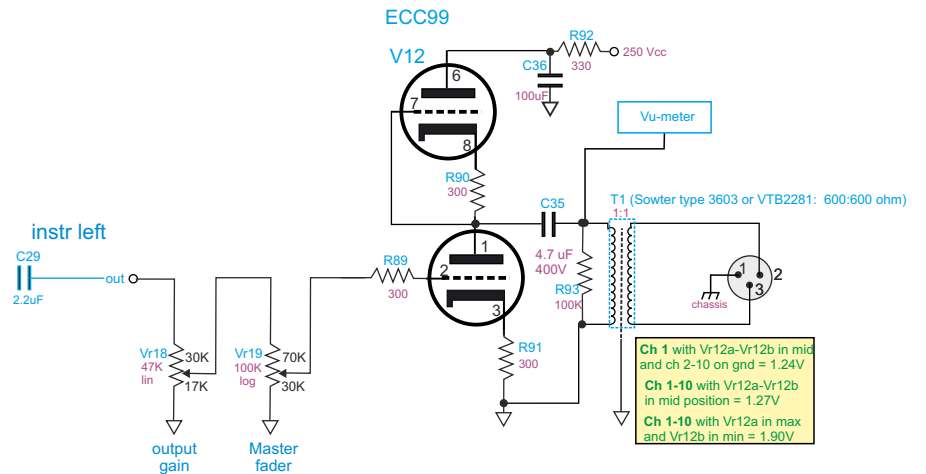 ECC99
V12
R92
330
250 Vcc
C36
100uF
6
7
8
Vu-meter
R90
300
C35
4.7 uF
400V
T1 (Sowter type 3603 or VTB2281: 600:600 ohm)
1:1
instr left
C29
2.2uF
out
R89
300
1
2
3
R93
100K
1
2
3
chassis
R91
300
Vr18
47K
lin
30K
17K
Vr19
100K
log
70K
30K
output
gain
Master
fader
Ch 1 with Vr12a-Vr12b in mid
and ch 2-10 on gnd = 1.24V
Ch 1-10 with Vr12a-Vr12b
in mid position = 1.27V
Ch 1-10 with Vr12a in max
and Vr12b in min = 1.90V